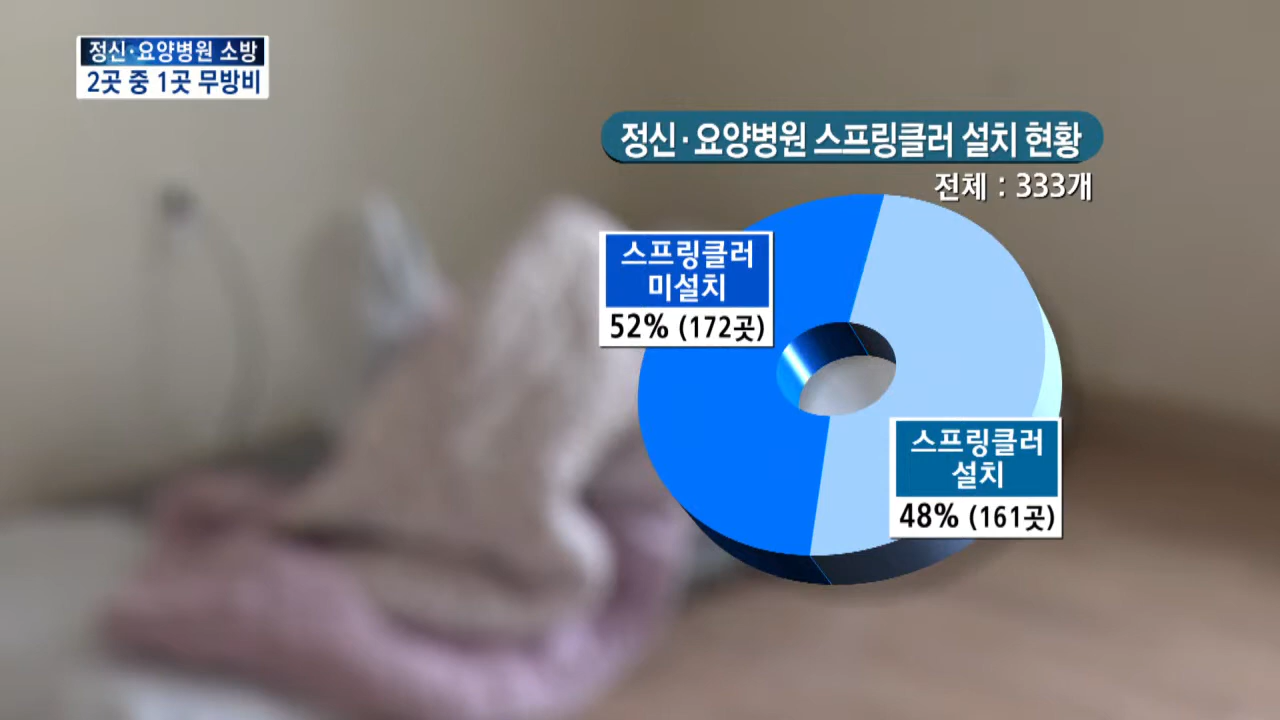 정신·요양병원 소방
2곳 중 1곳 무방비
정신·요양병원 스프링클러 설치 현황
전체 : 333개
스프링클러
미설치
52% (172곳)
스프링클러
설치
48% (161곳)